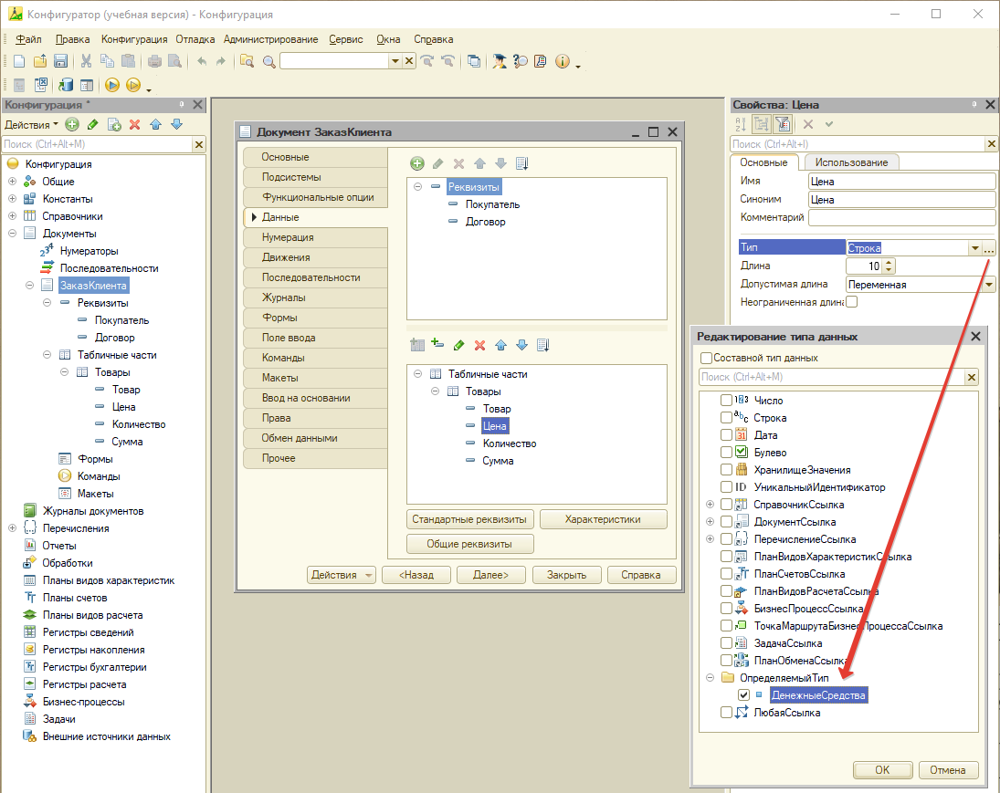 Конфигуратор (учебная версия) - Конфигурация
Файл Правка Конфигурация Отладка Администрирование Сервис Окна Справка
Конфигурация *
Действия
Поиск (Ctrl+Alt+M)
Конфигурация
Общие
Константы
Справочники
Документы
Нумераторы
Последовательности
ЗаказКлиента
Реквизиты
Покупатель
Договор
Табличные части
Товары
Товар
Цена
Количество
Сумма
Формы
Команды
Макеты
Журналы документов
Перечисления
Отчеты
Обработки
Планы видов характеристик
Планы счетов
Планы видов расчета
Регистры сведений
Регистры накопления
Регистры бухгалтерии
Регистры расчета
Бизнес-процессы
Задачи
Внешние источники данных
Документ ЗаказКлиента
Основные
Подсистемы
Функциональные опции
Данные
Нумерация
Движения
Последовательности
Журналы
Формы
Поле ввода
Команды
Макеты
Ввод на основании
Права
Обмен данными
Прочее
Реквизиты
Покупатель
Договор
Табличные части
Товары
Товар
Цена
Количество
Сумма
Стандартные реквизиты Характеристики
Общие реквизиты
Действия <Назад Далее> Закрыть Справка
Свойства: Цена
Поиск (Ctrl+Alt+I)
Основные Использование
Имя Цена
Синоним Цена
Комментарий
Тип Строка ...
Длина 10
Допустимая длина Переменная
Неограниченная длина
Редактирование типа данных
Составной тип данных
Поиск (Ctrl+Alt+M)
Число
Строка
Дата
Булево
ХранилищеЗначения
УникальныйИдентификатор
СправочникСсылка
ДокументСсылка
ПеречислениеСсылка
ПланВидовХарактеристикСсылка
ПланСчетовСсылка
ПланВидовРасчетаСсылка
БизнесПроцессСсылка
ТочкаМаршрутаБизнесПроцессаСсылка
ЗадачаСсылка
ПланОбменаСсылка
ОпределяемыйТип
ДенежныеСредства
ЛюбаяСсылка
OK Отмена